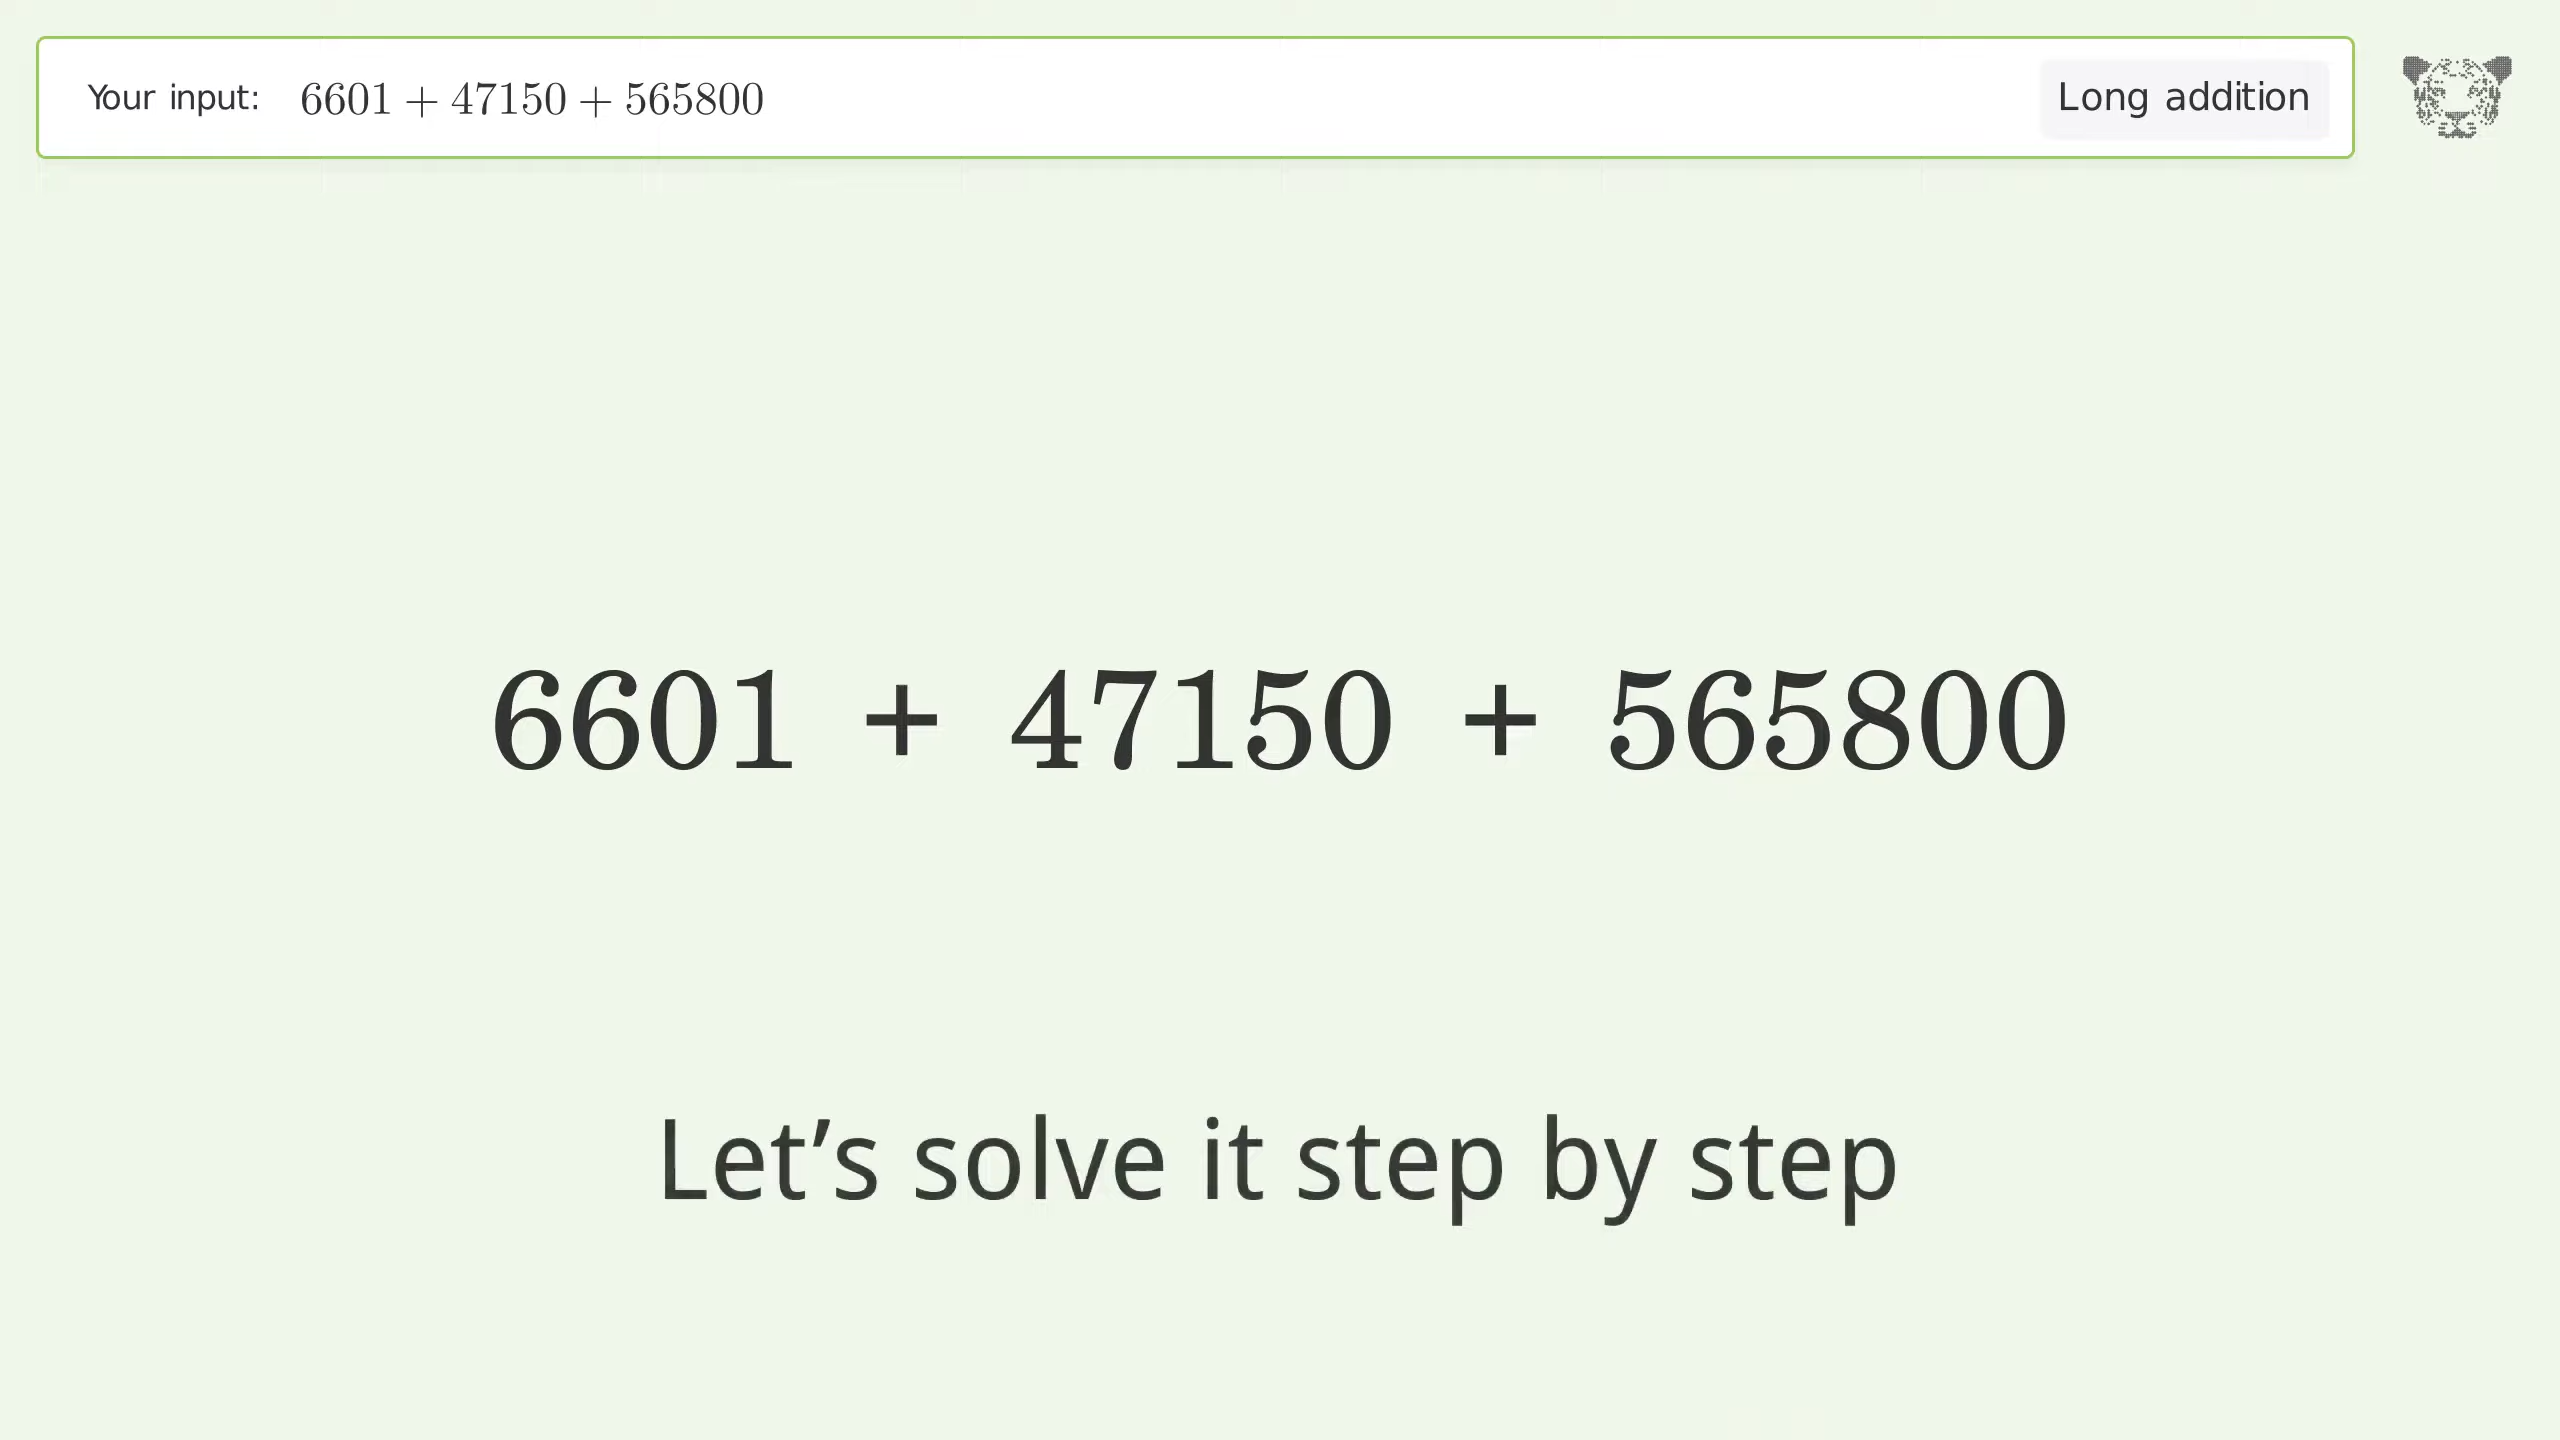 Your input: 6601 + 47150 + 565800
Long addition
6601 + 47150 + 565800
Let’s solve it step by step